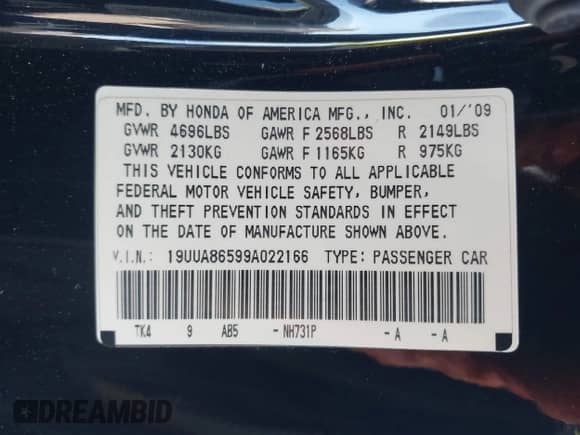 MFD. BY HONDA OF AMERICA MFG., INC. 01/'09
GVWR 4696LBS GAWR F 2568LBS R 2149LBS
GVWR 2130KG GAWR F 1165KG R 975KG
THIS VEHICLE CONFORMS TO ALL APPLICABLE
FEDERAL MOTOR VEHICLE SAFETY, BUMPER,
AND THEFT PREVENTION STANDARDS IN EFFECT
ON THE DATE OF MANUFACTURE SHOWN ABOVE.
V.I.N.: 19UUA86599A022166 TYPE: PASSENGER CAR
TK4 9 AB5 - NH731P - A - A
DREAMBID